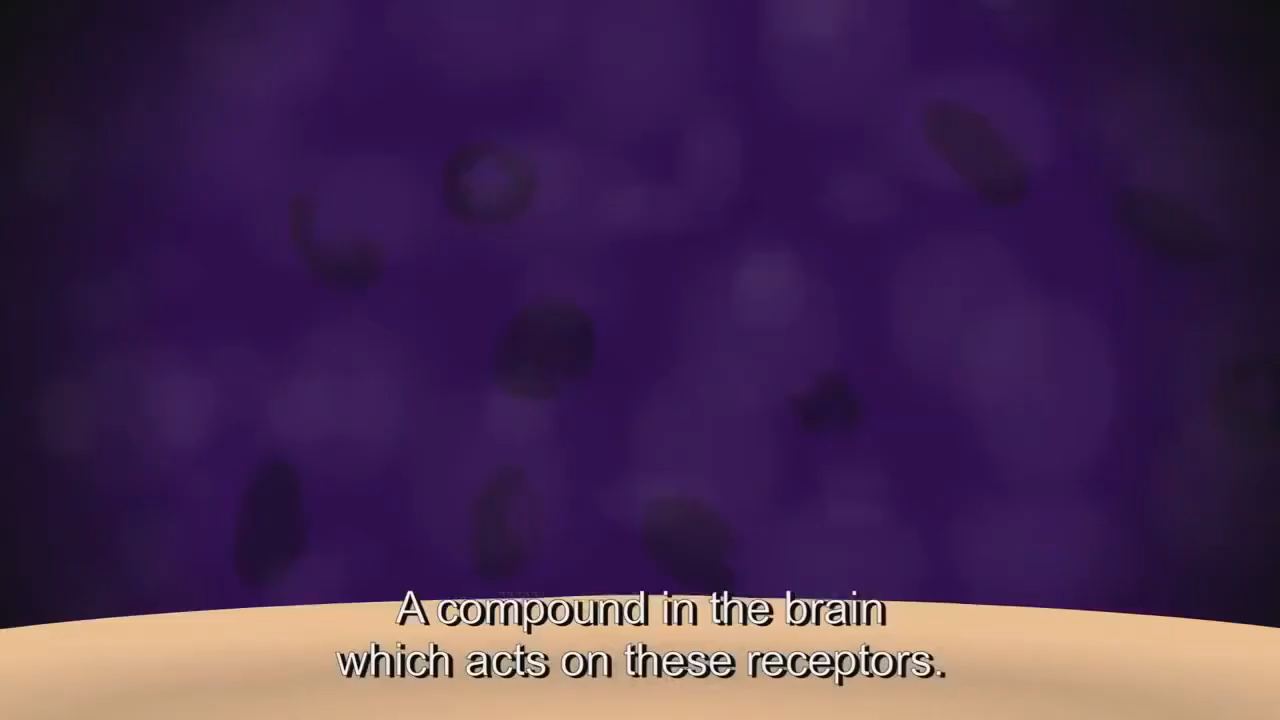 A compound in the brain
which acts on these receptors.